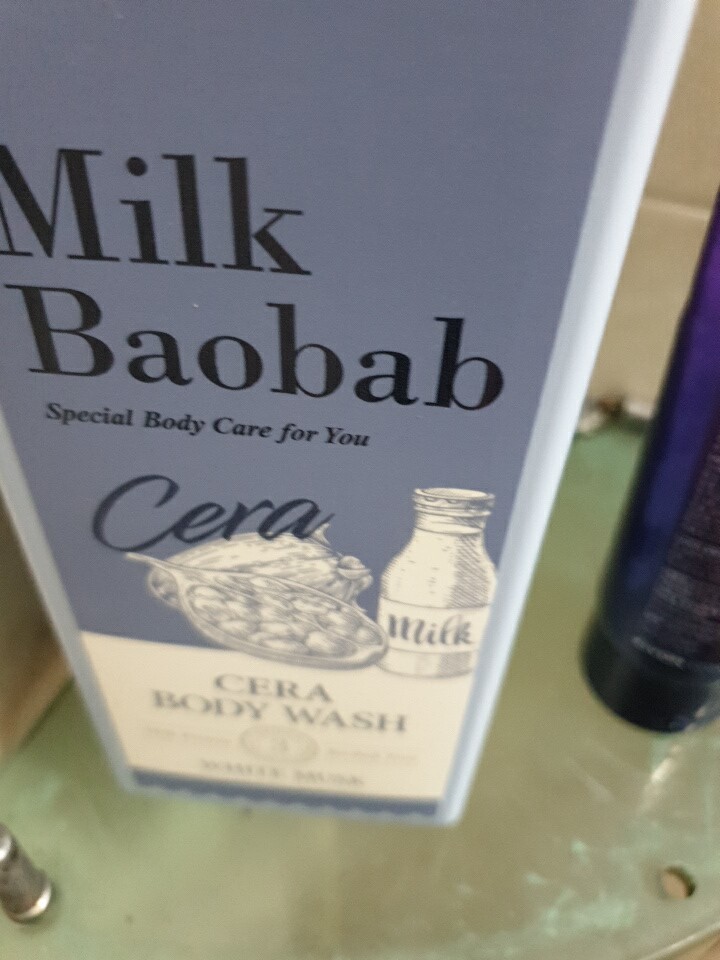 Milk
Baobab
Special Body Care for You
Cera
Milk
CERA
BODY WASH
WHITE MUSK